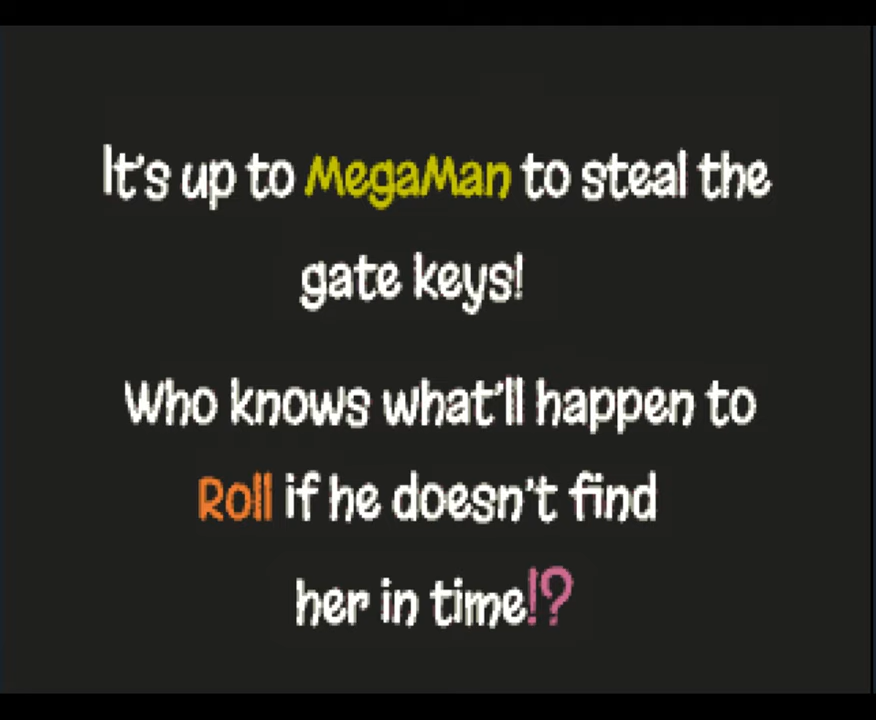 It's up to MegaMan to steal the
gate keys!
Who knows what'll happen to
Roll if he doesn't find
her in time!?